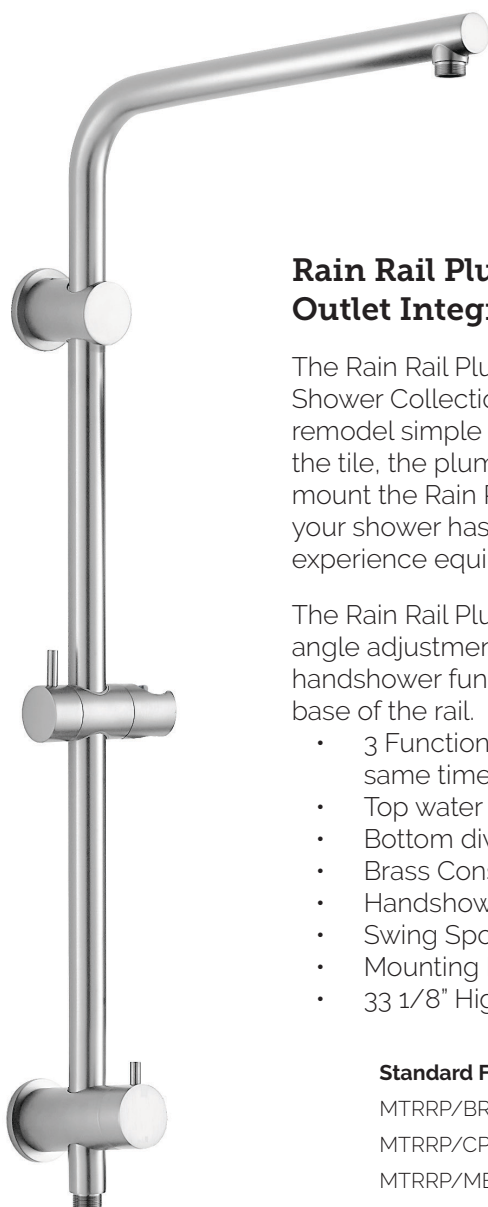 Rain Rail Plu
Outlet Integ
The Rain Rail Plu
Shower Collectio
remodel simple
the tile, the plum
mount the Rain
your shower has
experience equi
The Rain Rail Plu
angle adjustmen
handshower fun
base of the rail.
• 3 Function
same time
• Top water
• Bottom div
• Brass Cons
• Handshow
• Swing Spo
• Mounting
• 33 1/8” Hig
Standard F
MTRRP/BR
MTRRP/CP
MTRRP/ME